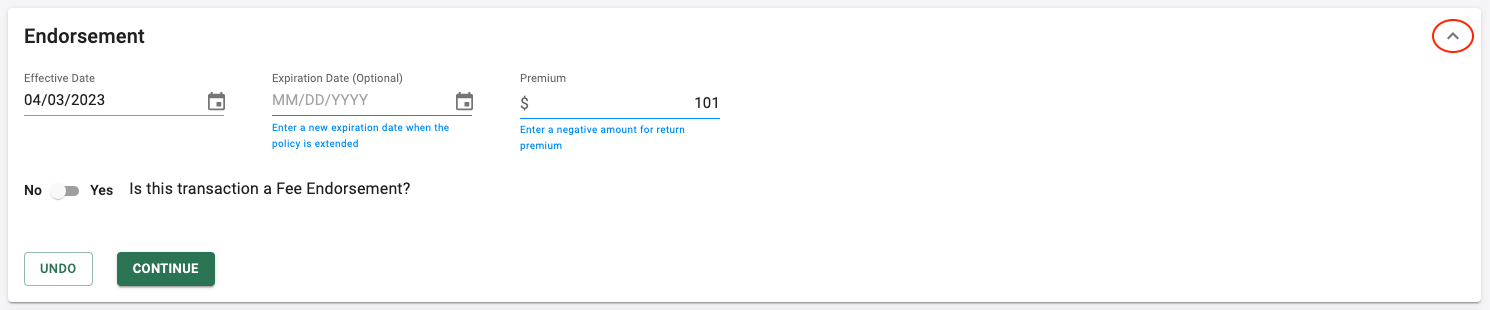 Endorsement
Effective Date
04/03/2023
Expiration Date (Optional)
MM/DD/YYYY
Enter a new expiration date when the
policy is extended
Premium
$ 101
Enter a negative amount for return
premium
No Yes Is this transaction a Fee Endorsement?
UNDO CONTINUE